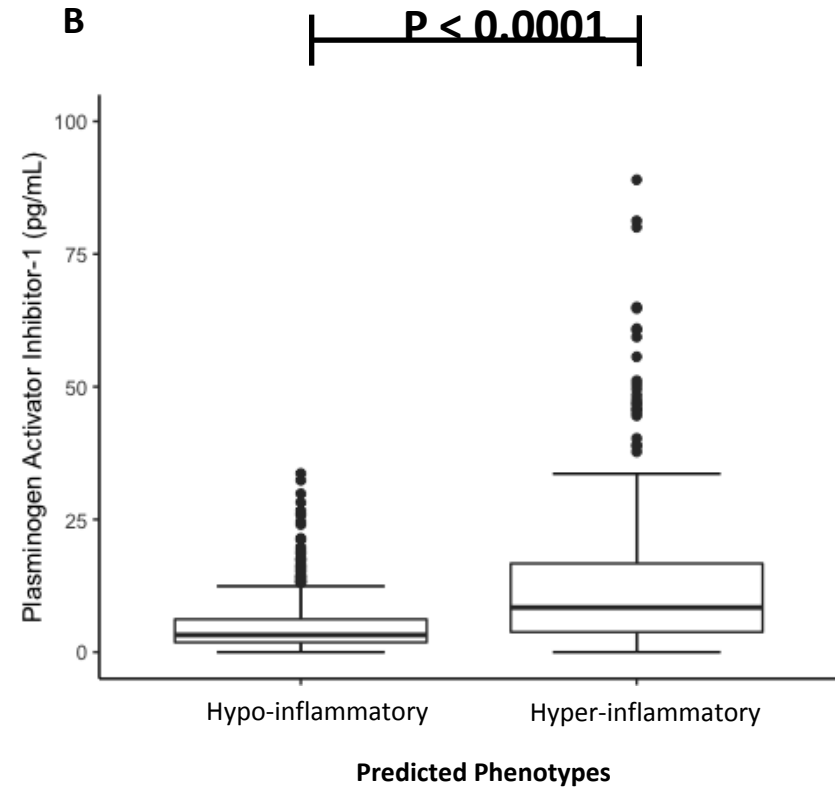 B
P < 0.0001
Plasminogen Activator Inhibitor-1 (pg/mL)
100
75
50
25
0
Hypo-inflammatory
Hyper-inflammatory
Predicted Phenotypes